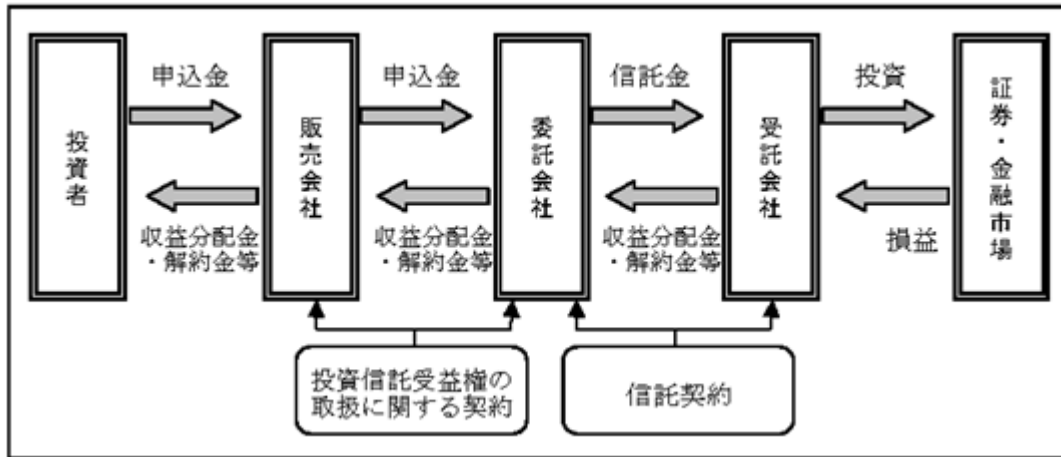 投資者
申込金
収益分配金
・解約金等
販売会社
申込金
収益分配金
・解約金等
委託会社
信託金
収益分配金
・解約金等
受託会社
投資
損益
証券・金融市場
投資信託受益権の
取扱に関する契約
信託契約